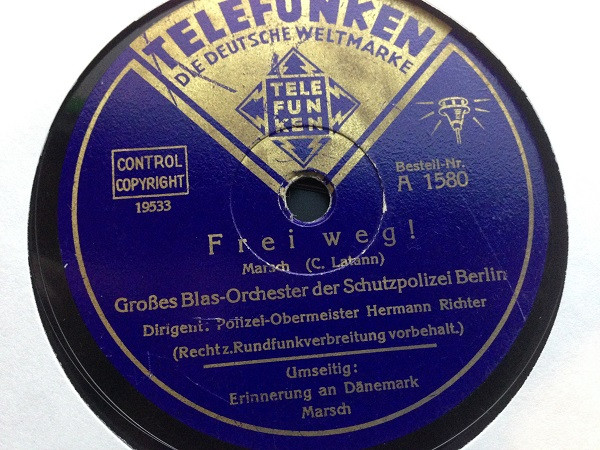 TELEFUNKEN
DIE DEUTSCHE WELTMARKE
TELE
FUN
KEN
CONTROL
COPYRIGHT
19533
Bestell-Nr.
A 1580
Frei weg!
Marsch (C. Latann)
Großes Blas-Orchester der Schutzpolizei Berlin
Dirigent: Polizei-Obermeister Hermann Richter
(Recht z. Rundfunkverbreitung vorbehalt.)
Umseitig:
Erinnerung an Dänemark
Marsch